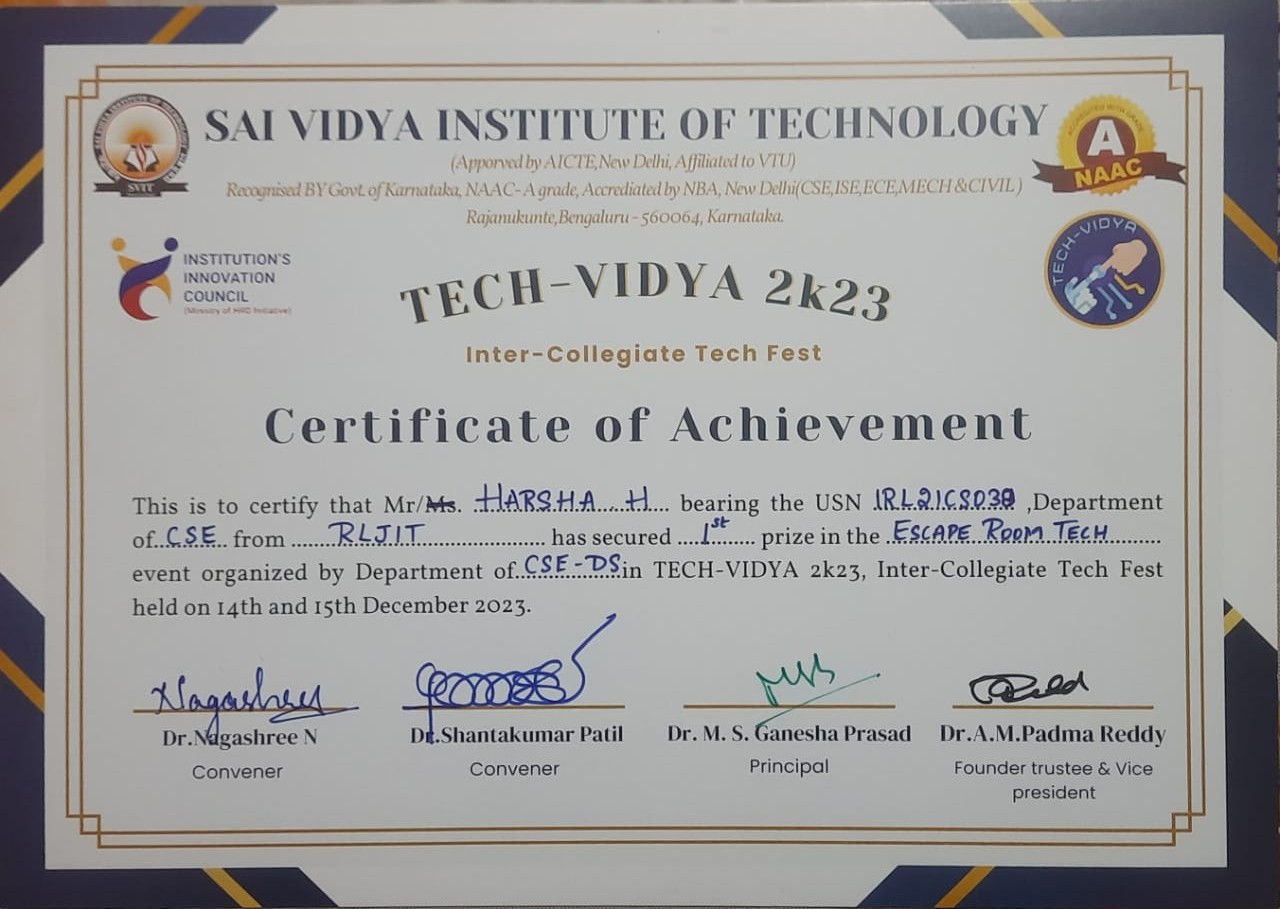 SAI VIDYA INSTITUTE OF TECHNOLOGY
(Apporved by AICTE,New Delhi, Affiliated to VTU)
Recognised BY Govt. of Karnataka, NAAC- A grade, Accrediated by NBA, New Delhi(CSE,ISE,ECE,MECH &CIVIL )
Rajanukunte,Bengaluru - 560064, Karnataka.
SVIT
ACCREDITED WITH GRADE
A
NAAC
INSTITUTION'S
INNOVATION
COUNCIL
(Ministry of HRD Initiative)
TECH-VIDYA
TECH-VIDYA 2k23
Inter-Collegiate Tech Fest
Certificate of Achievement
This is to certify that Mr/Ms. HARSHA H bearing the USN ,Department
of CSE from RLJIT has secured 1st prize in the ESCAPE ROOM TECH
event organized by Department of CSE-DS in TECH-VIDYA 2k23, Inter-Collegiate Tech Fest
held on 14th and 15th December 2023.
Nagashree
Dr.Nagashree N
Convener
Dr.Shantakumar Patil
Convener
Dr. M. S. Ganesha Prasad
Principal
Dr.A.M.Padma Reddy
Founder trustee & Vice
president